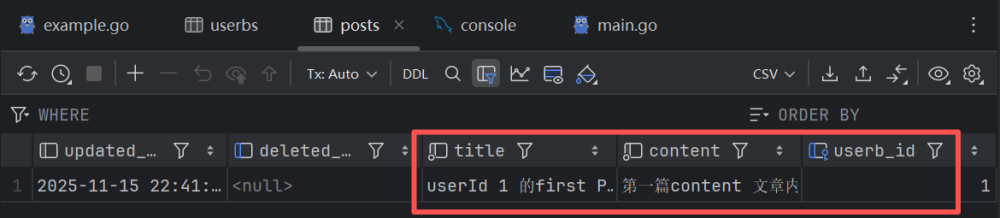 example.go userbs posts console main.go
Tx: Auto DDL CSV
WHERE ORDER BY
updated_... deleted_... title content userb_id
1 2025-11-15 22:41:... <null> userId 1 的first P... 第一篇content 文章内 1